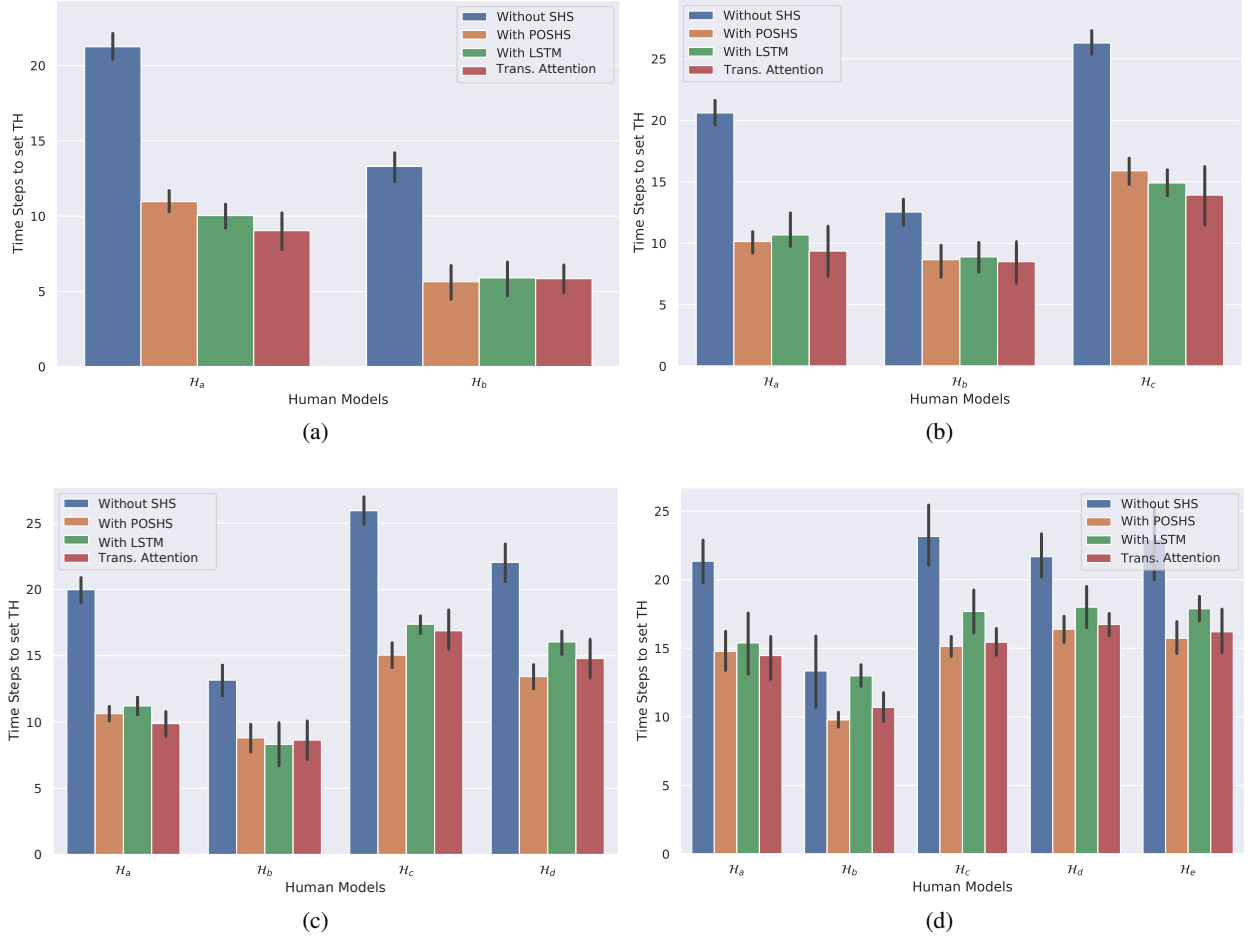 Without SHS
With POSHS
With LSTM
Trans. Attention
20
15
10
5
0
Time Steps to set TH
ℋa
ℋb
Human Models
(a)
Without SHS
With POSHS
With LSTM
Trans. Attention
25
20
15
10
5
0
Time Steps to set TH
ℋa
ℋb
ℋc
Human Models
(b)
Without SHS
With POSHS
With LSTM
Trans. Attention
25
20
15
10
5
0
Time Steps to set TH
ℋa
ℋb
ℋc
ℋd
Human Models
(c)
Without SHS
With POSHS
With LSTM
Trans. Attention
25
20
15
10
5
0
Time Steps to set TH
ℋa
ℋb
ℋc
ℋd
ℋe
Human Models
(d)